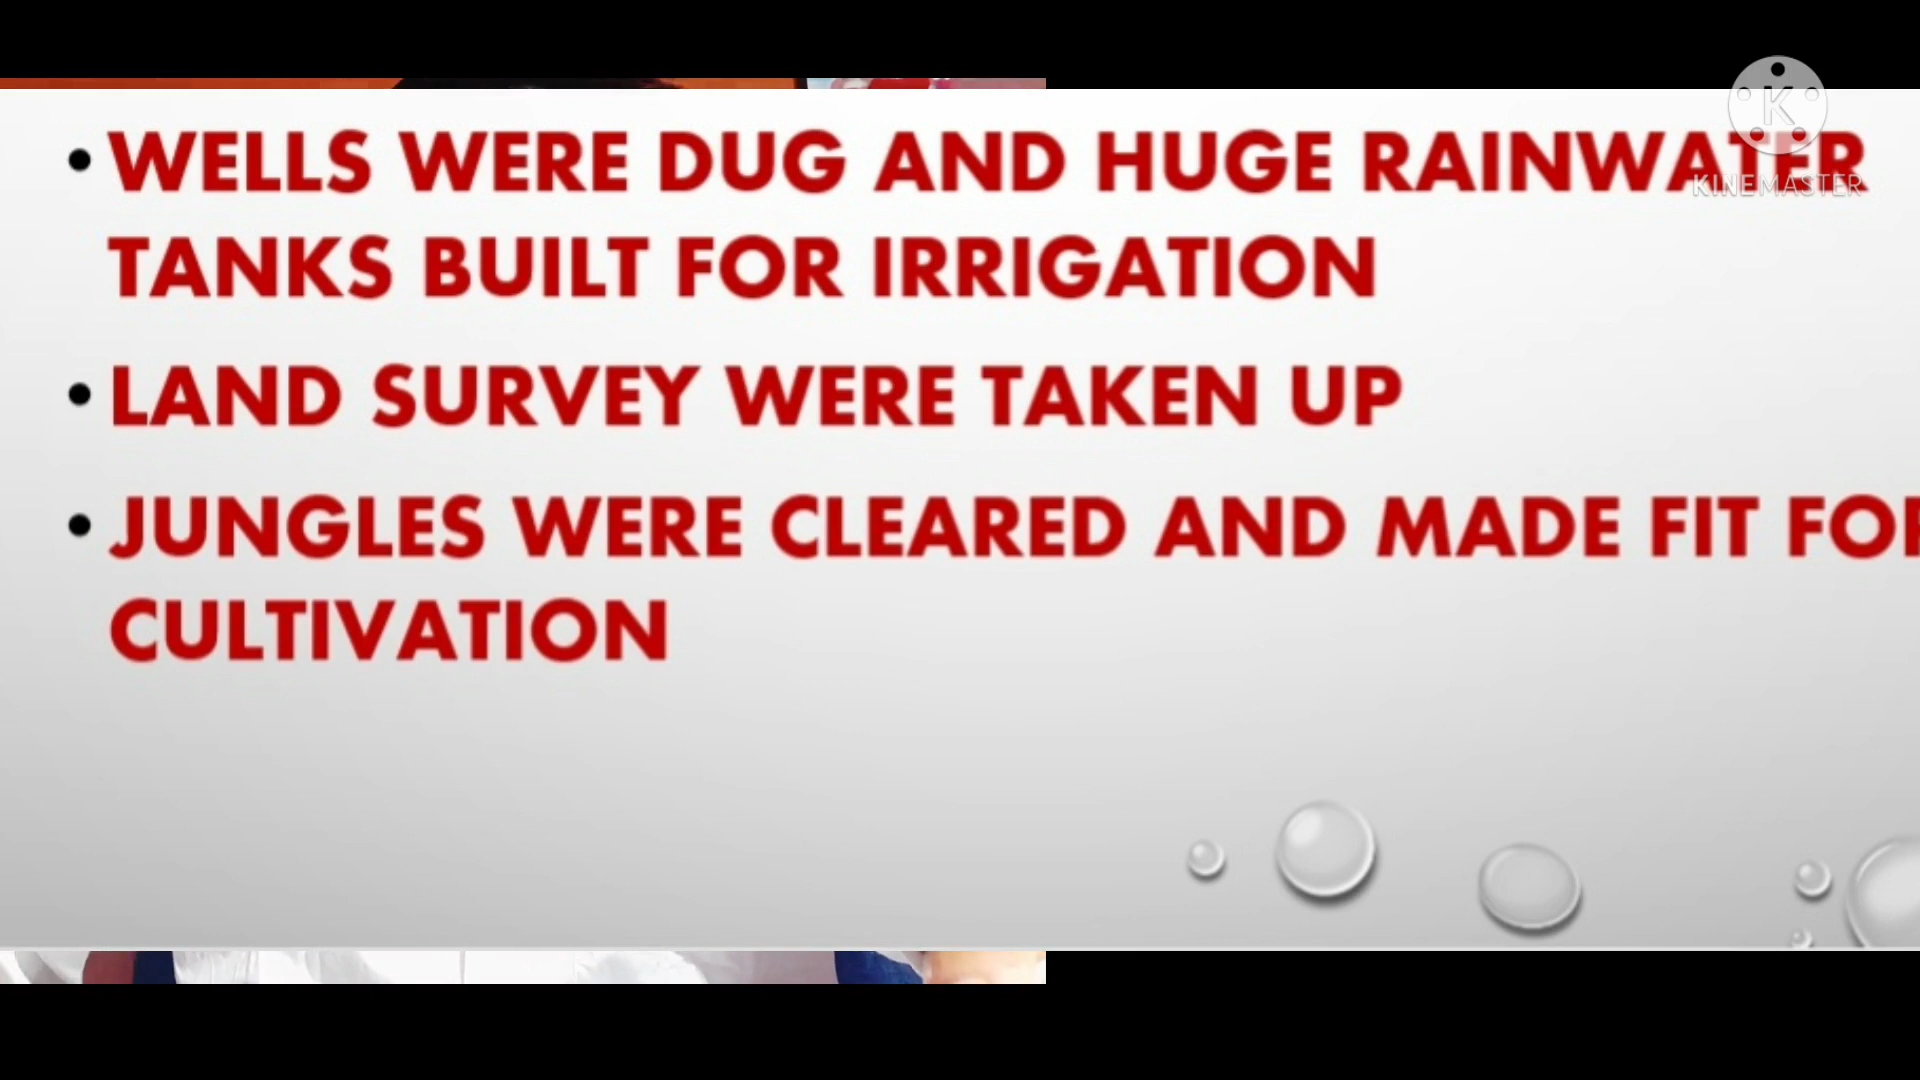 • WELLS WERE DUG AND HUGE RAINWATER
TANKS BUILT FOR IRRIGATION
• LAND SURVEY WERE TAKEN UP
• JUNGLES WERE CLEARED AND MADE FIT FOR
CULTIVATION
K
KINEMASTER